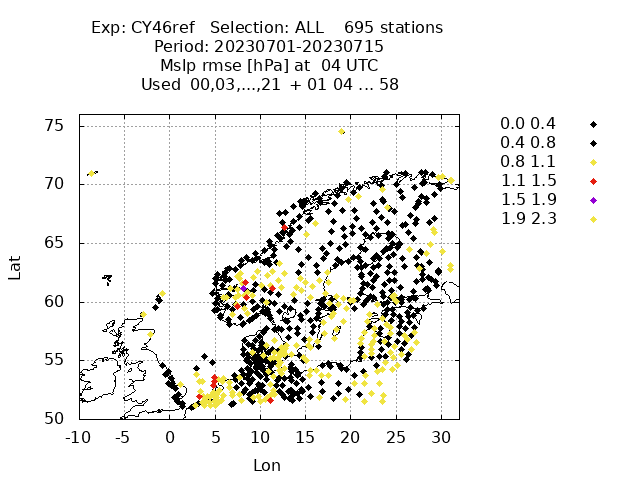 Exp: CY46ref   Selection: ALL    695 stations
Period: 20230701-20230715
Mslp rmse [hPa] at  04 UTC
Used  00,03,...,21  + 01 04 ... 58
0.0 0.4
0.4 0.8
0.8 1.1
1.1 1.5
1.5 1.9
1.9 2.3
75
70
65
60
55
50
Lat
-10 -5 0 5 10 15 20 25 30
Lon